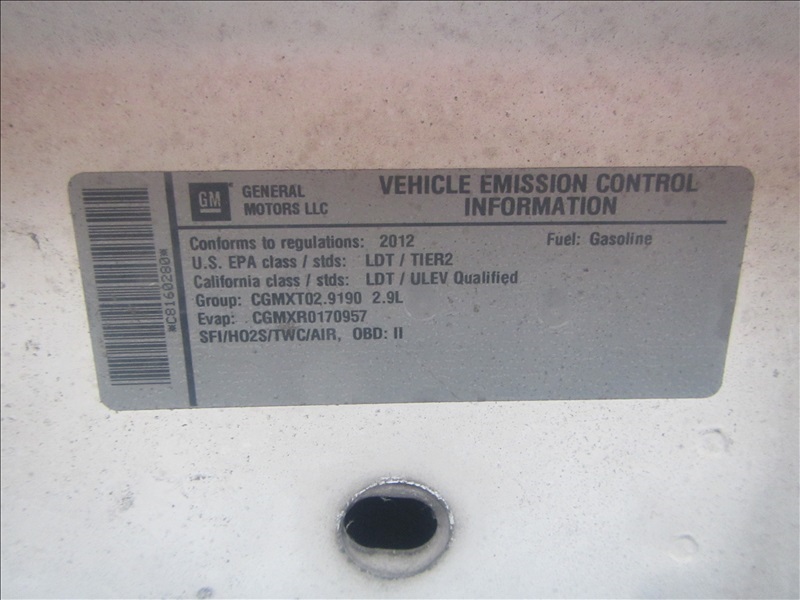 GM
GENERAL
MOTORS LLC
VEHICLE EMISSION CONTROL
INFORMATION
Conforms to regulations: 2012 Fuel: Gasoline
U.S. EPA class / stds: LDT / TIER2
California class / stds: LDT / ULEV Qualified
Group: CGMXT02.9190 2.9L
Evap: CGMXR0170957
SFI/HO2S/TWC/AIR, OBD: II
*C8160280*